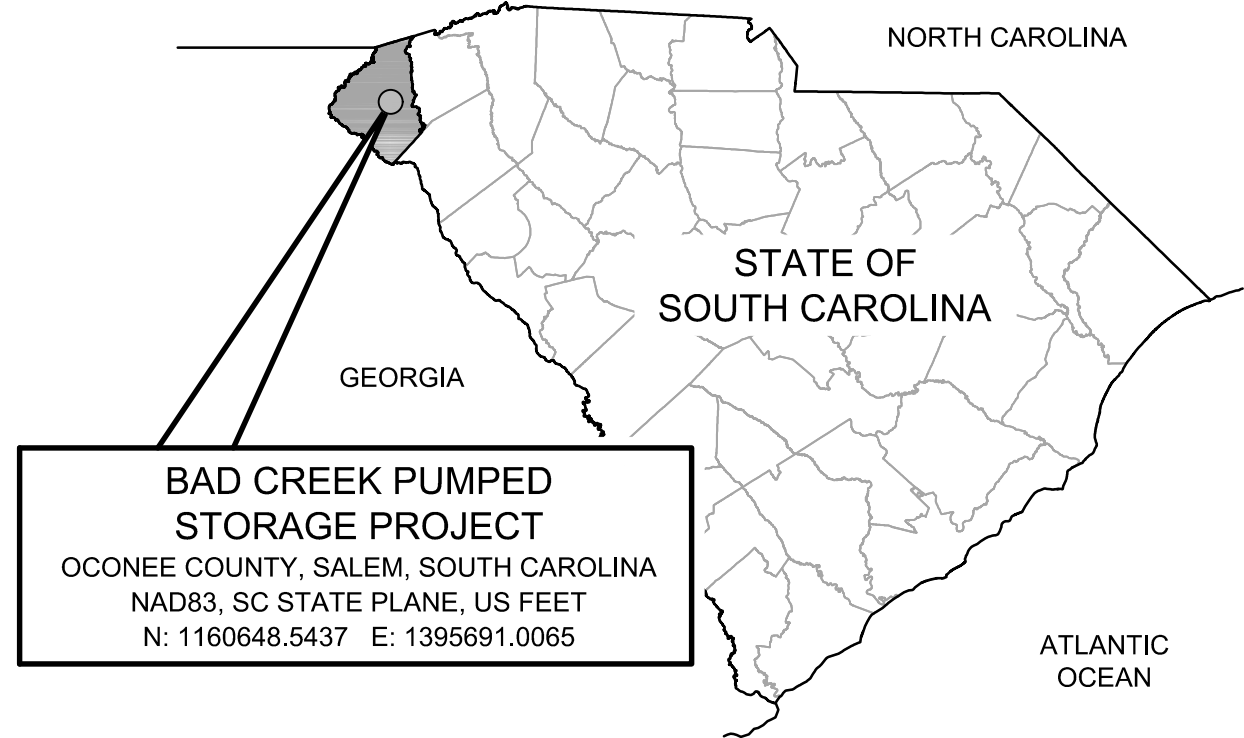 NORTH CAROLINA
STATE OF
SOUTH CAROLINA
GEORGIA
BAD CREEK PUMPED
STORAGE PROJECT
OCONEE COUNTY, SALEM, SOUTH CAROLINA
NAD83, SC STATE PLANE, US FEET
N: 1160648.5437 E: 1395691.0065
ATLANTIC
OCEAN